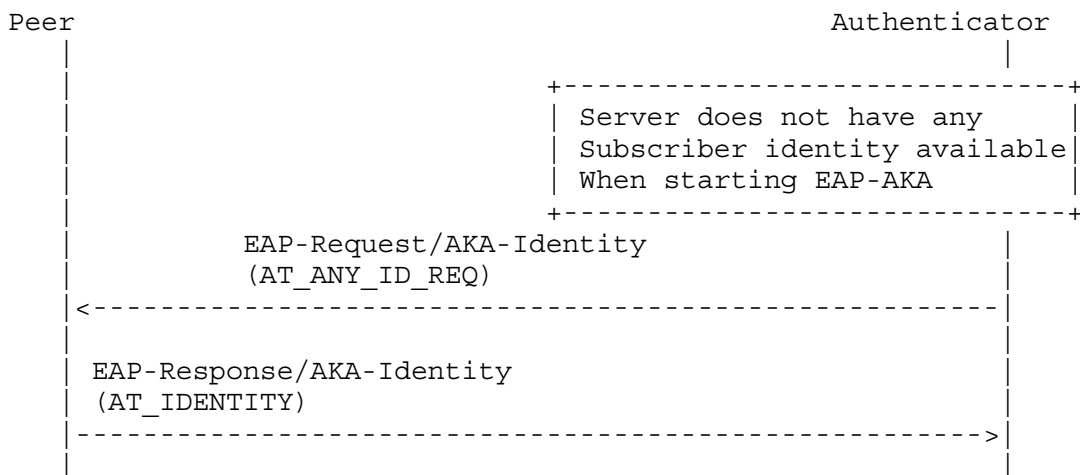 Peer Authenticator
Server does not have any
Subscriber identity available
When starting EAP-AKA
EAP-Request/AKA-Identity
(AT_ANY_ID_REQ)
EAP-Response/AKA-Identity
(AT_IDENTITY)